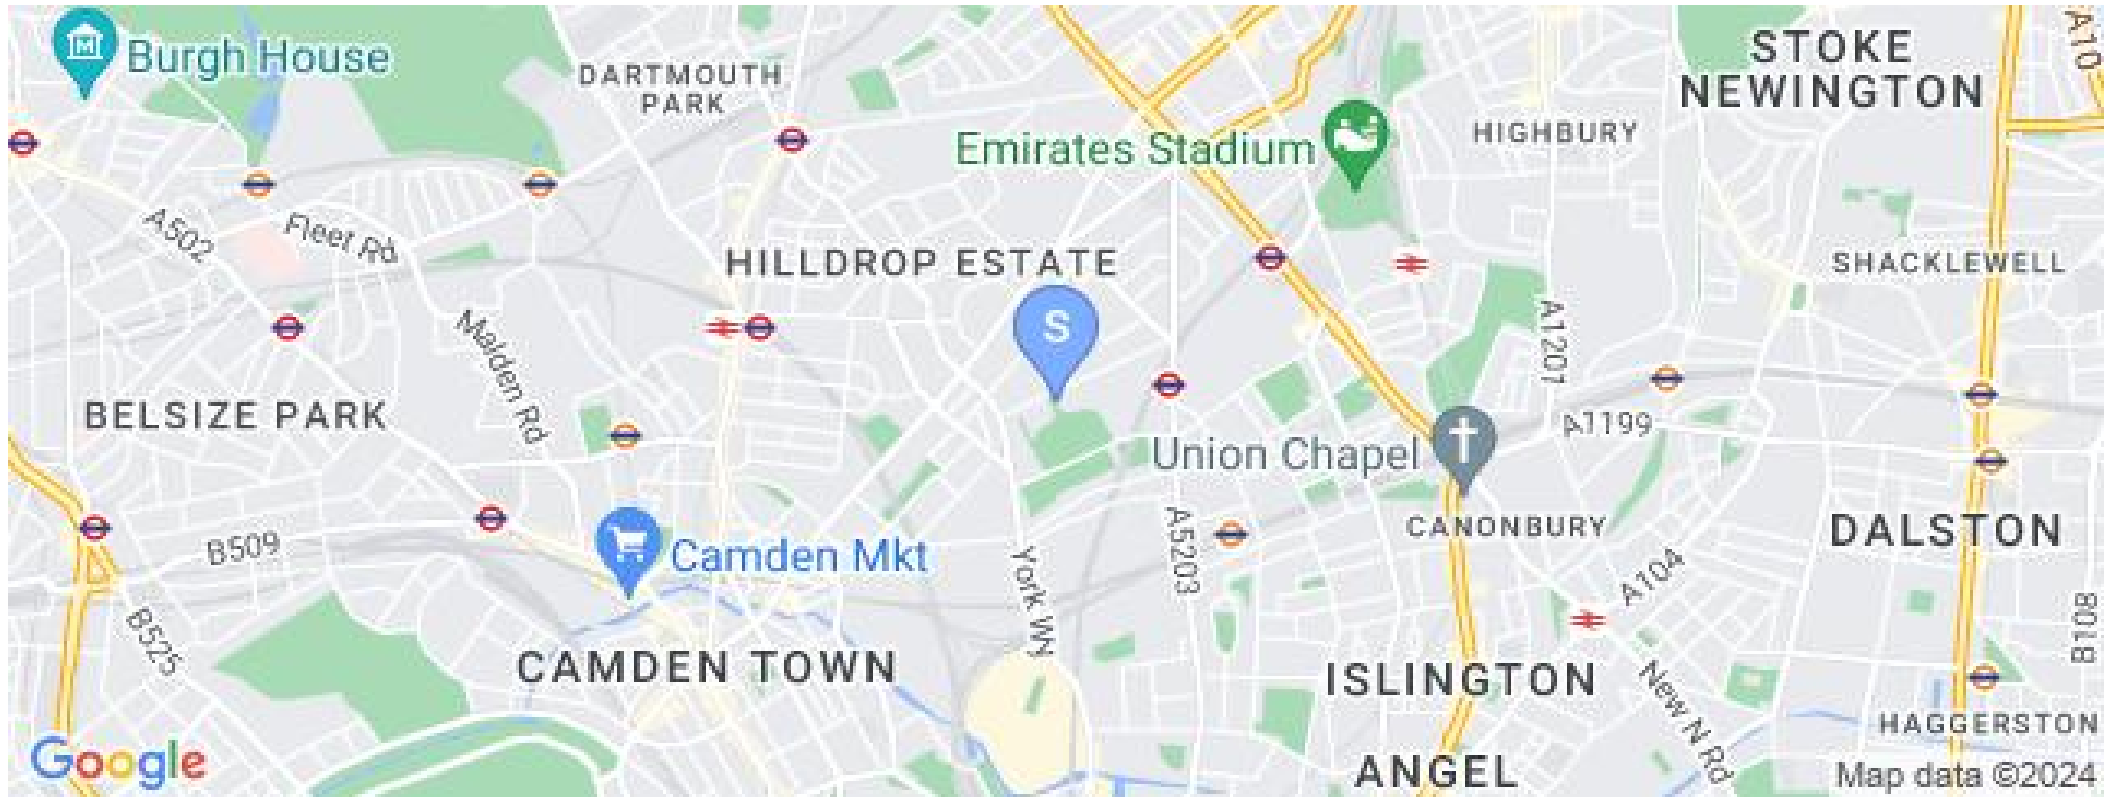 Burgh House
DARTMOUTH
PARK
STOKE
NEWINGTON
A10
Emirates Stadium
HIGHBURY
A502
Fleet Rd
HILLDROP ESTATE
SHACKLEWELL
S
Malden Rd
A1201
BELSIZE PARK
A1199
Union Chapel
B509
Camden Mkt
York Wy
A5203
CANONBURY
DALSTON
A104
B525
B108
CAMDEN TOWN
ISLINGTON
New N Rd
HAGGERSTON
Google
ANGEL
Map data ©2024